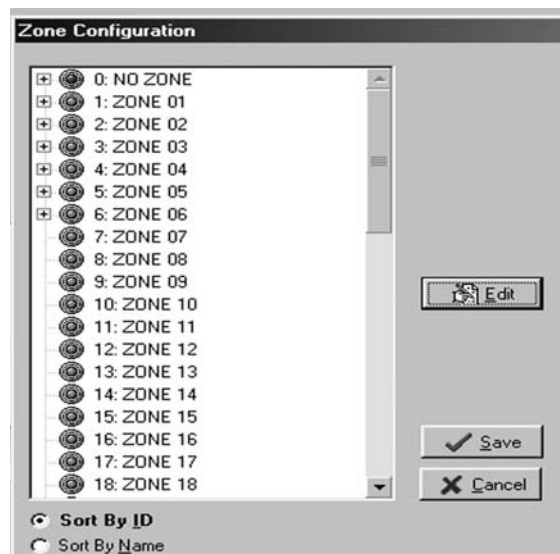 Zone Configuration
0: NO ZONE
1: ZONE 01
2: ZONE 02
3: ZONE 03
4: ZONE 04
5: ZONE 05
6: ZONE 06
7: ZONE 07
8: ZONE 08
9: ZONE 09
10: ZONE 10
11: ZONE 11
12: ZONE 12
13: ZONE 13
14: ZONE 14
15: ZONE 15
16: ZONE 16
17: ZONE 17
18: ZONE 18
Edit
Save
Cancel
Sort By ID
Sort By Name